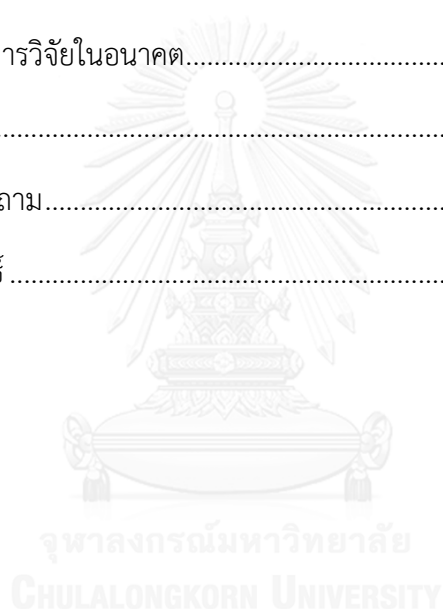 ารวิจัยในอนาคต........................................
........................................................................
ถาม............................................................
์ ..................................................................
จุฬาลงกรณ์มหาวิทยาลัย
CHULALONGKORN UNIVERSITY